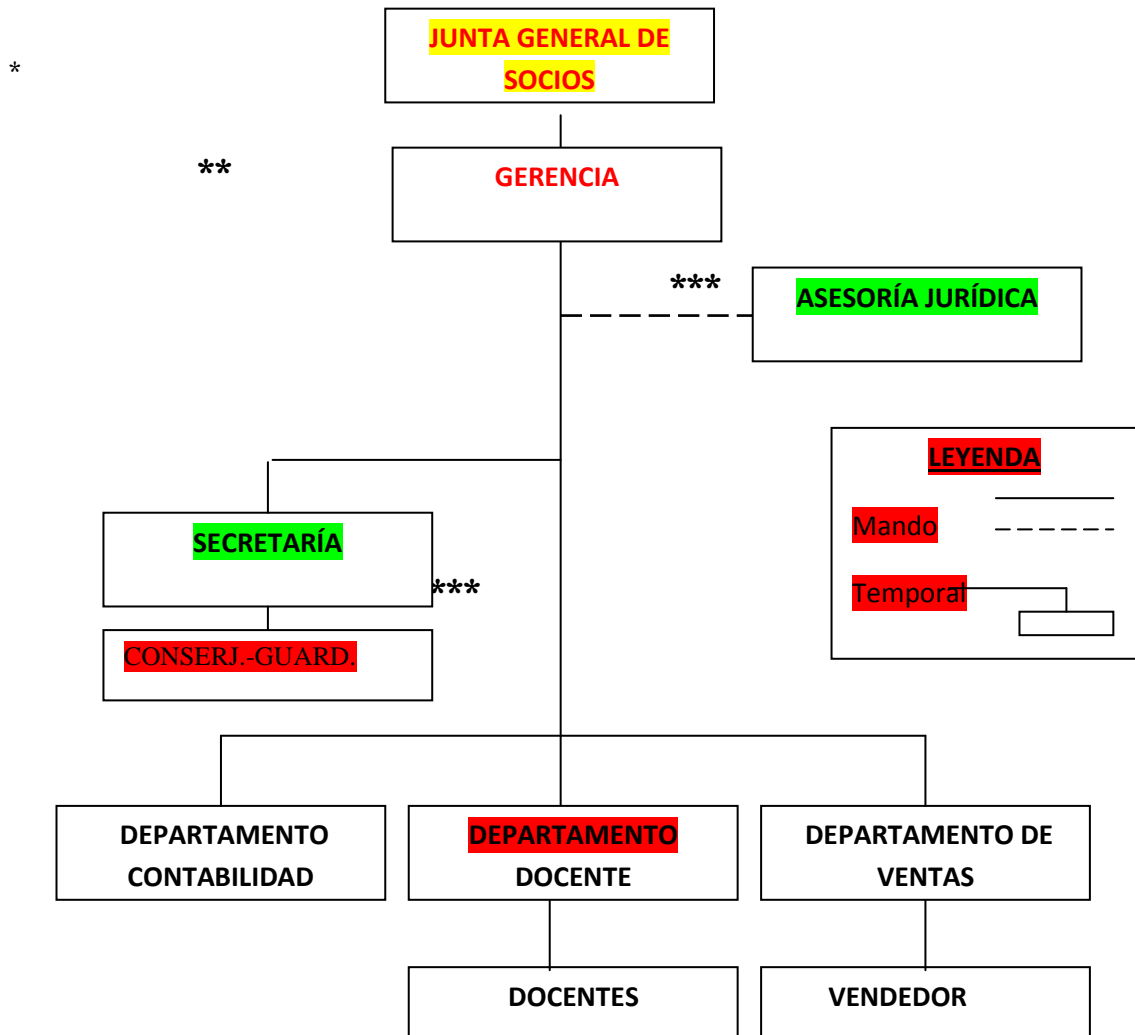 JUNTA GENERAL DE
SOCIOS
*
**
GERENCIA
***
ASESORÍA JURÍDICA
LEYENDA
Mando
Temporal
SECRETARÍA
***
CONSERJ.-GUARD.
DEPARTAMENTO
CONTABILIDAD
DEPARTAMENTO
DOCENTE
DEPARTAMENTO DE
VENTAS
DOCENTES
VENDEDOR